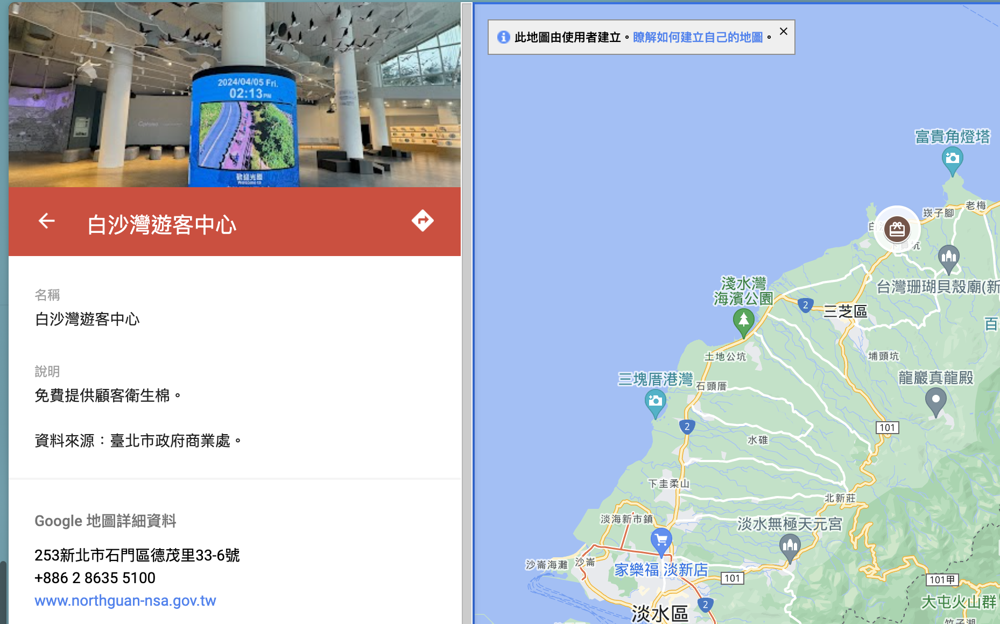 2024/04/05 Fri.
02:13PM
歡迎光臨
Welcome to
白沙灣遊客中心
名稱
白沙灣遊客中心
說明
免費提供顧客衛生棉。
資料來源：臺北市政府商業處。
Google 地圖詳細資料
253新北市石門區德茂里33-6號
+886 2 8635 5100
www.northguan-nsa.gov.tw
此地圖由使用者建立。瞭解如何建立自己的地圖。
富貴角燈塔
老梅
崁子腳
白
坑
台灣珊瑚貝殼廟(新
淺水灣
海濱公園
2
三芝區
百
土地公坑
埔頭坑
三塊厝港灣
石頭厝
龍巖真龍殿
2
101
水碓
下圭柔山
北新莊
淡海新市鎮
淡水無極天元宮
沙崙海灘
沙崙
家樂福 淡新店
101
101甲
2
大屯火山群
淡水區
竹子湖